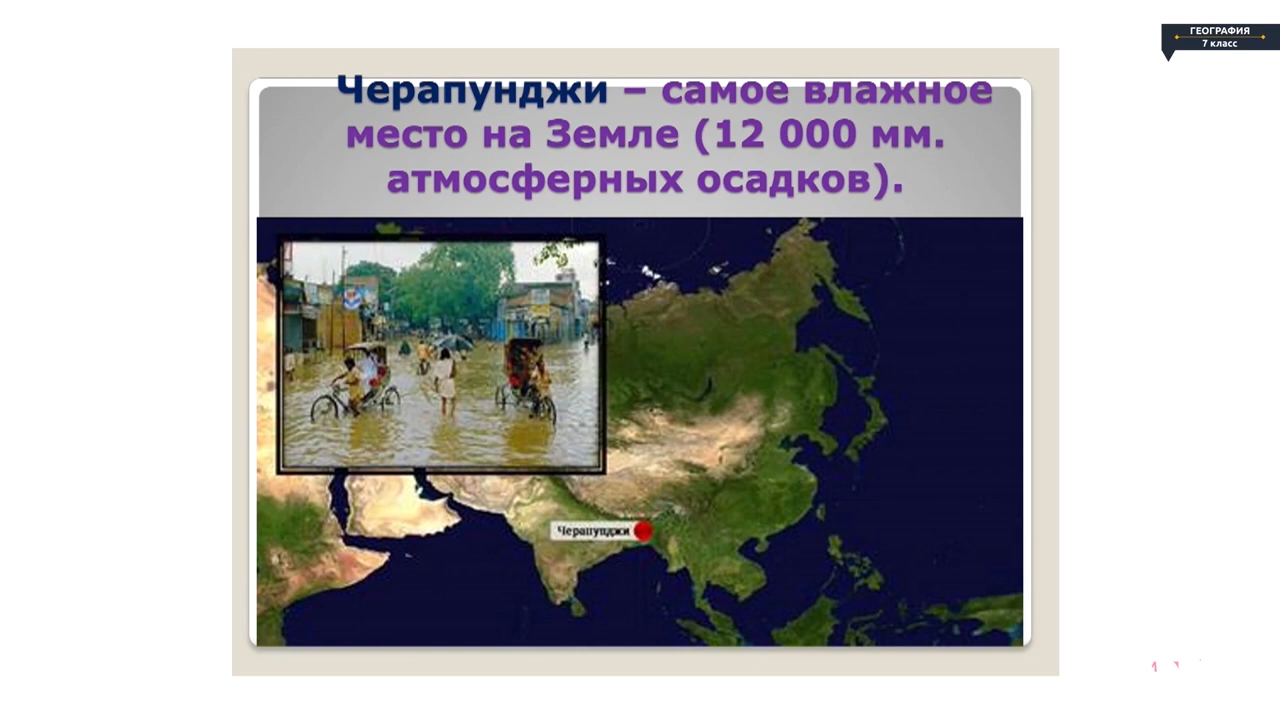 ГЕОГРАФИЯ
7 класс
Черапунджи – самое влажное
место на Земле (12 000 мм.
атмосферных осадков).
Черапунджи